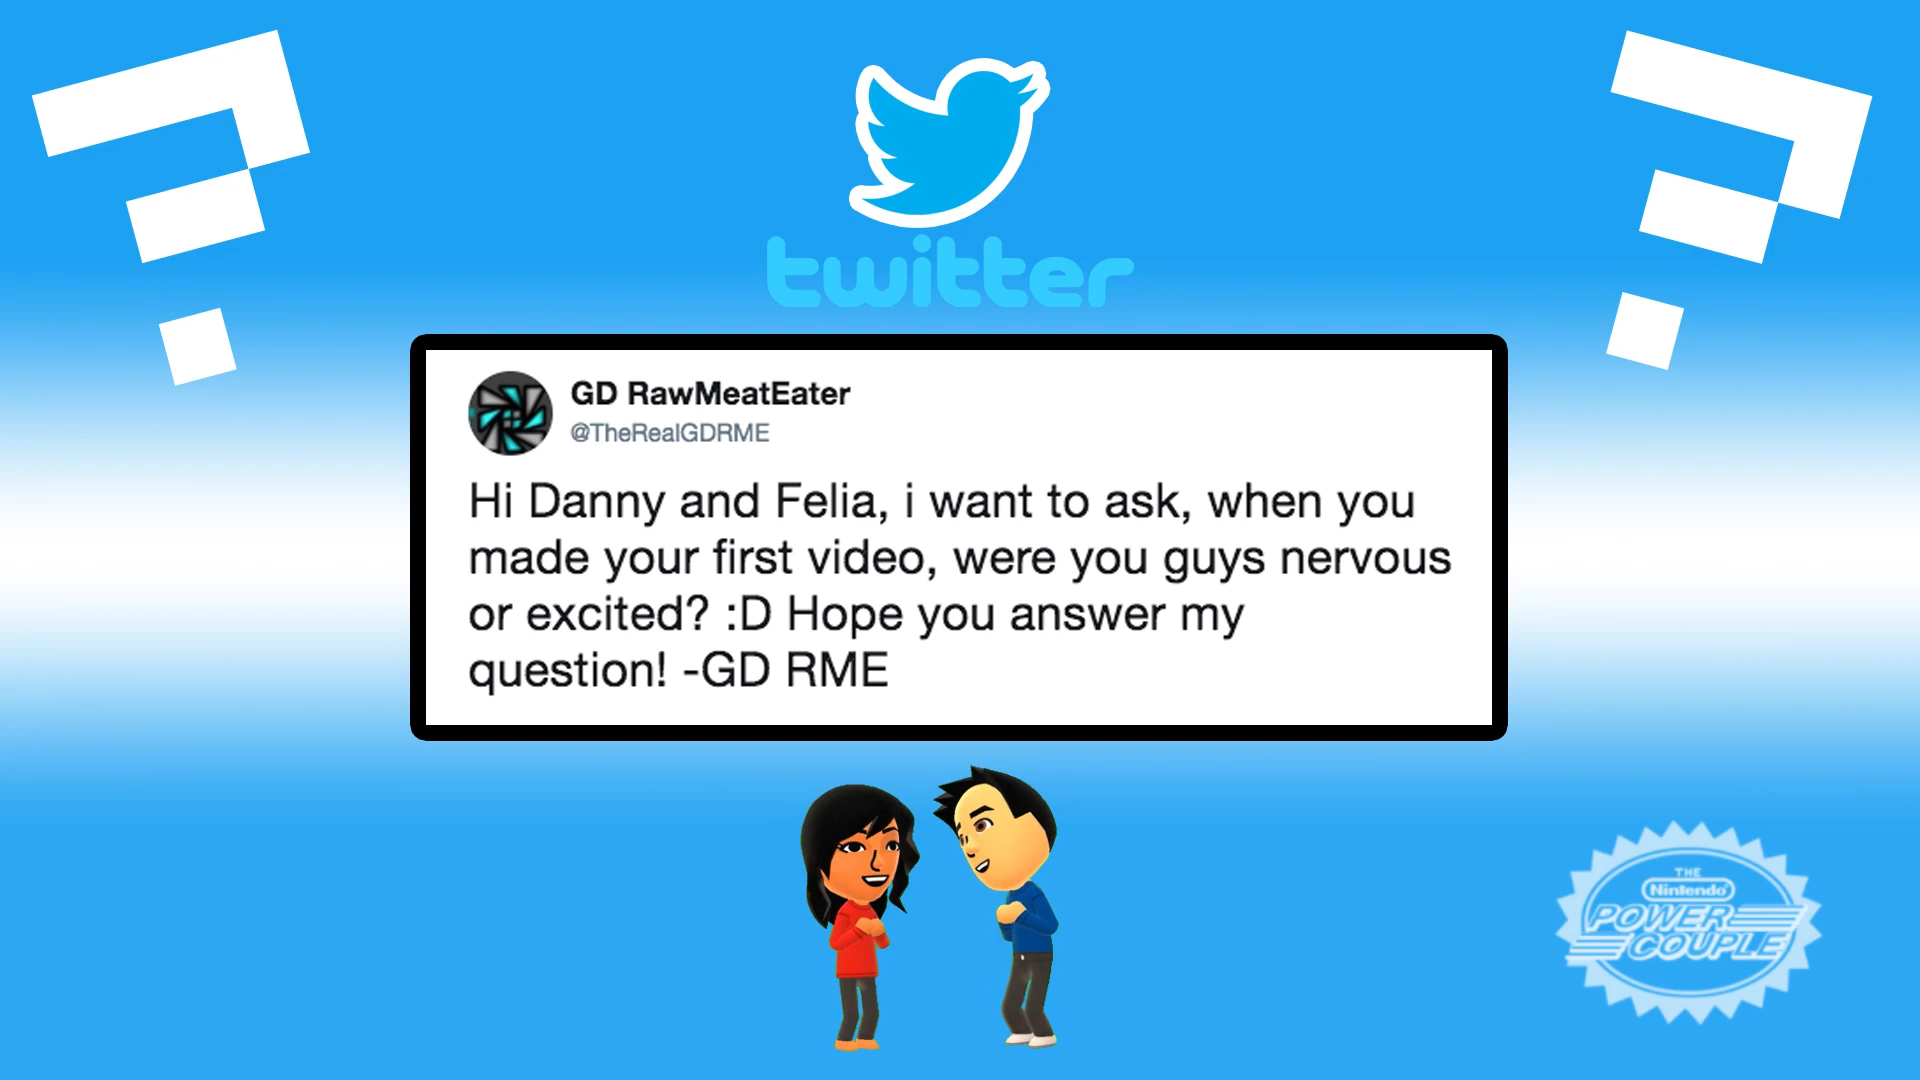 twitter
GD RawMeatEater
@TheRealGDRME
Hi Danny and Felia, i want to ask, when you
made your first video, were you guys nervous
or excited? :D Hope you answer my
question! -GD RME
THE
Nintendo
POWER
COUPLE